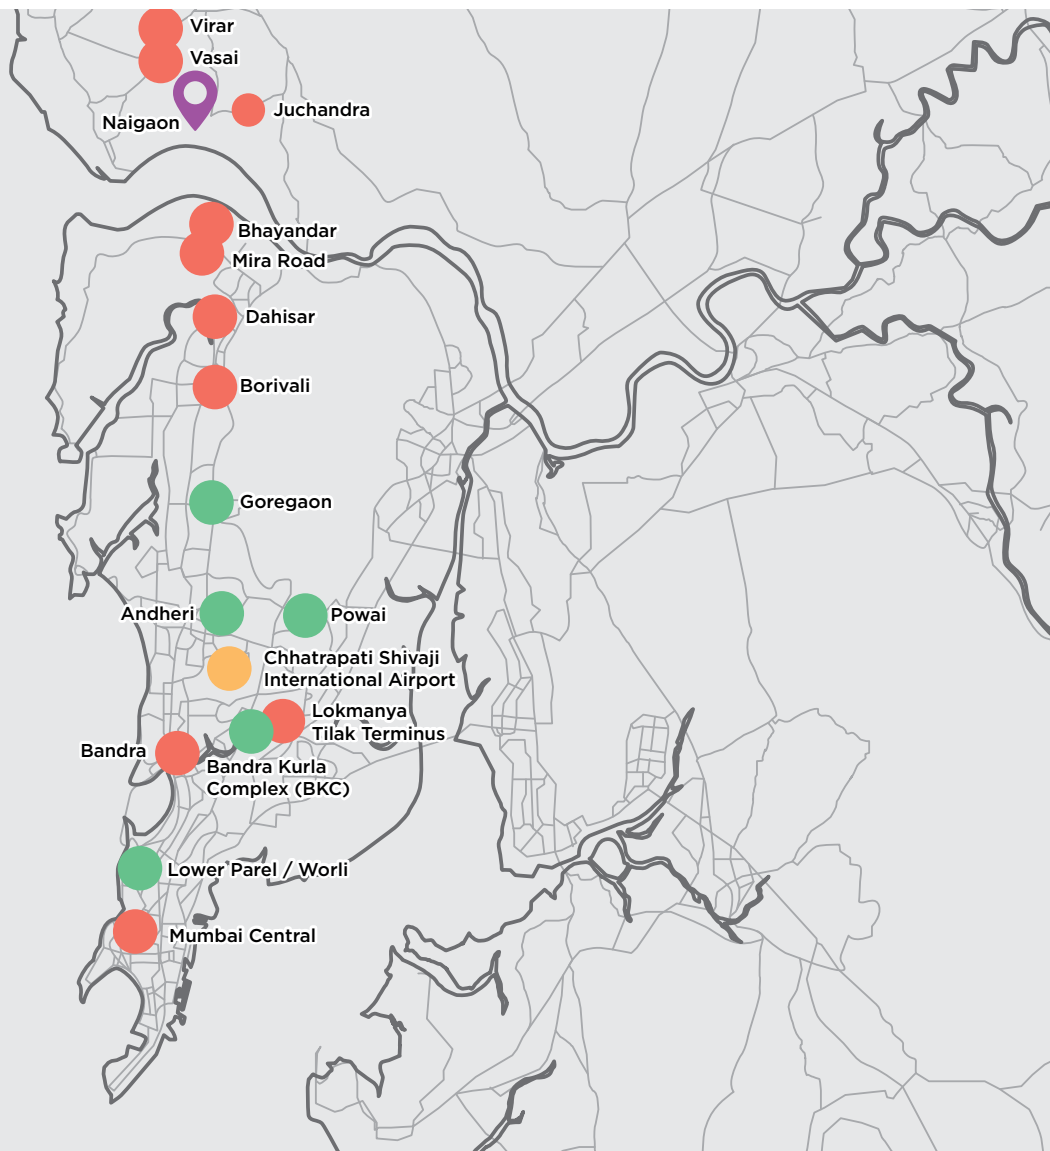 Virar
Vasai
Juchandra
Naigaon
Bhayandar
Mira Road
Dahisar
Borivali
Goregaon
Andheri
Powai
Chhatrapati Shivaji
International Airport
Lokmanya
Tilak Terminus
Bandra
Bandra Kurla
Complex (BKC)
Lower Parel / Worli
Mumbai Central